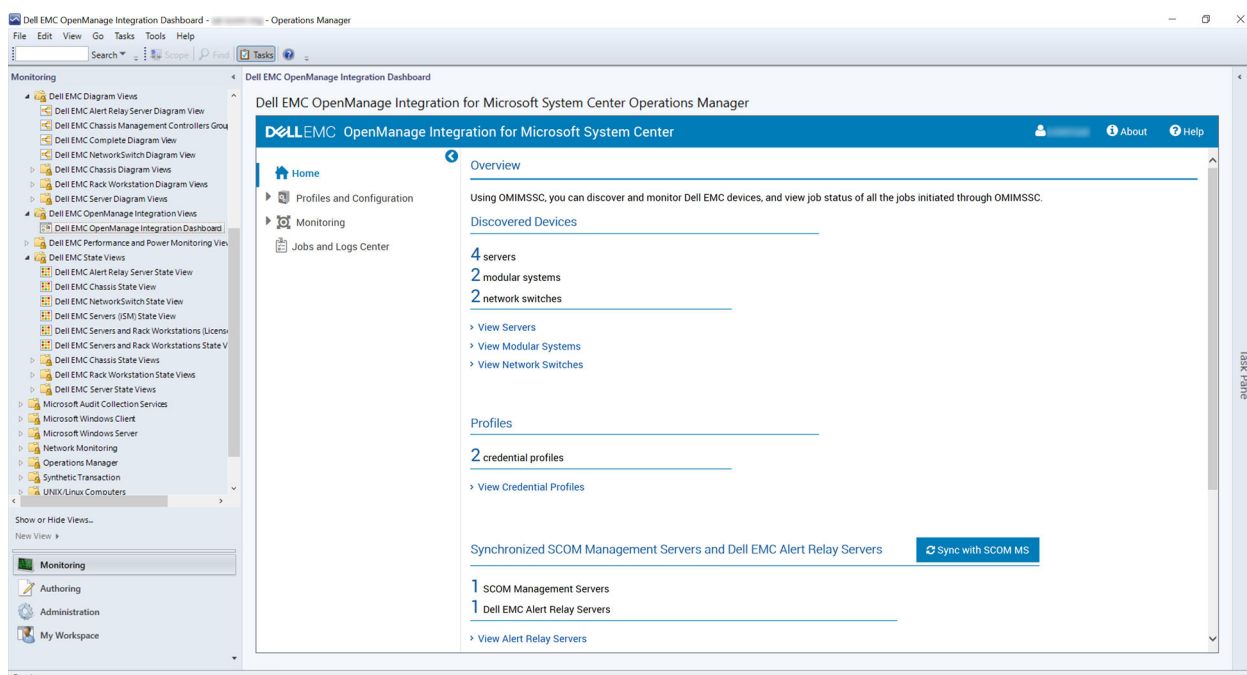 Dell EMC OpenManage Integration Dashboard - - Operations Manager
File Edit View Go Tasks Tools Help
Search Scope Find Tasks
Monitoring
Dell EMC Diagram Views
Dell EMC Alert Relay Server Diagram View
Dell EMC Chassis Management Controllers Grou
Dell EMC Complete Diagram View
Dell EMC NetworkSwitch Diagram View
Dell EMC Chassis Diagram Views
Dell EMC Rack Workstation Diagram Views
Dell EMC Server Diagram Views
Dell EMC OpenManage Integration Views
Dell EMC OpenManage Integration Dashboard
Dell EMC Performance and Power Monitoring View
Dell EMC State Views
Dell EMC Alert Relay Server State View
Dell EMC Chassis State View
Dell EMC NetworkSwitch State View
Dell EMC Servers (iSM) State View
Dell EMC Servers and Rack Workstations (License
Dell EMC Servers and Rack Workstations State V
Dell EMC Chassis State Views
Dell EMC Rack Workstation State Views
Dell EMC Server State Views
Microsoft Audit Collection Services
Microsoft Windows Client
Microsoft Windows Server
Network Monitoring
Operations Manager
Synthetic Transaction
UNIX/Linux Computers
Show or Hide Views...
New View
Monitoring
Authoring
Administration
My Workspace
Dell EMC OpenManage Integration Dashboard
Dell EMC OpenManage Integration for Microsoft System Center Operations Manager
DELLEMC OpenManage Integration for Microsoft System Center
About Help
Home
Profiles and Configuration
Monitoring
Jobs and Logs Center
Overview
Using OMIMSSC, you can discover and monitor Dell EMC devices, and view job status of all the jobs initiated through OMIMSSC.
Discovered Devices
4 servers
2 modular systems
2 network switches
› View Servers
› View Modular Systems
› View Network Switches
Profiles
2 credential profiles
› View Credential Profiles
Synchronized SCOM Management Servers and Dell EMC Alert Relay Servers
Sync with SCOM MS
1 SCOM Management Servers
1 Dell EMC Alert Relay Servers
› View Alert Relay Servers
Task Pane